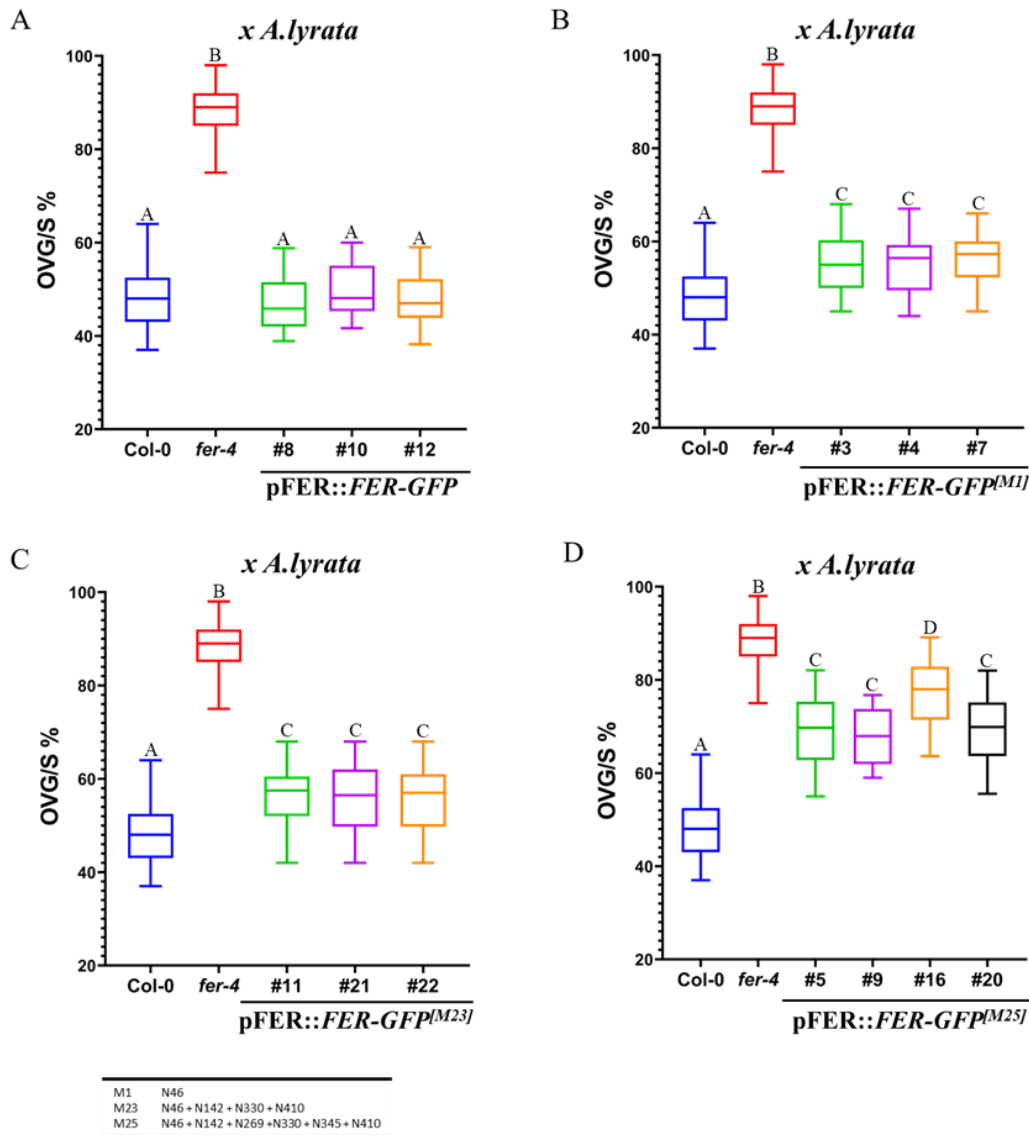 A
x A.lyrata
OVG/S %
100
80
60
40
20
A
B
A
A
A
Col-0
fer-4
#8
#10
#12
pFER::FER-GFP
B
x A.lyrata
OVG/S %
100
80
60
40
20
A
B
C
C
C
Col-0
fer-4
#3
#4
#7
pFER::FER-GFP[M1]
C
x A.lyrata
OVG/S %
100
80
60
40
20
A
B
C
C
C
Col-0
fer-4
#11
#21
#22
pFER::FER-GFP[M23]
D
x A.lyrata
OVG/S %
100
80
60
40
20
A
B
C
C
D
C
Col-0
fer-4
#5
#9
#16
#20
pFER::FER-GFP[M25]
M1 N46
M23 N46 + N142 + N330 + N410
M25 N46 + N142 + N269 +N330 + N345 + N410